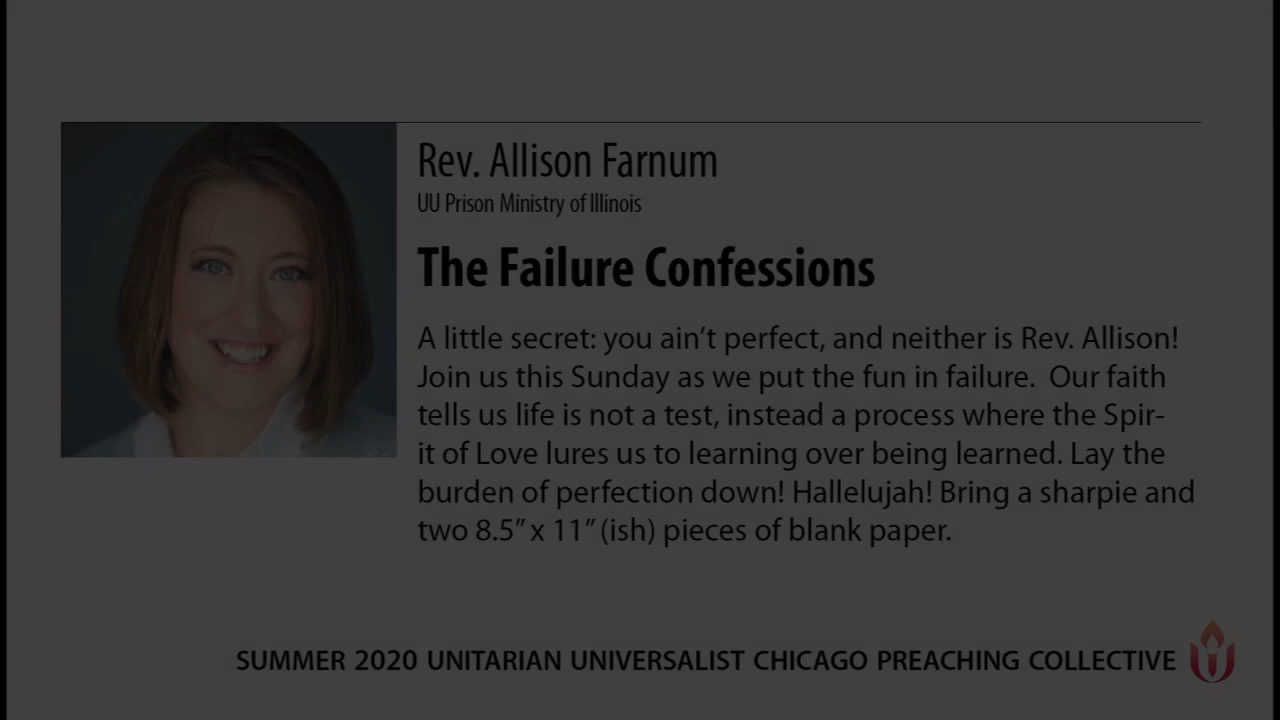 Rev. Allison Farnum
UU Prison Ministry of Illinois
The Failure Confessions
A little secret: you ain’t perfect, and neither is Rev. Allison!
Join us this Sunday as we put the fun in failure.  Our faith
tells us life is not a test, instead a process where the Spir-
it of Love lures us to learning over being learned. Lay the
burden of perfection down! Hallelujah! Bring a sharpie and
two 8.5” x 11” (ish) pieces of blank paper.
SUMMER 2020 UNITARIAN UNIVERSALIST CHICAGO PREACHING COLLECTIVE